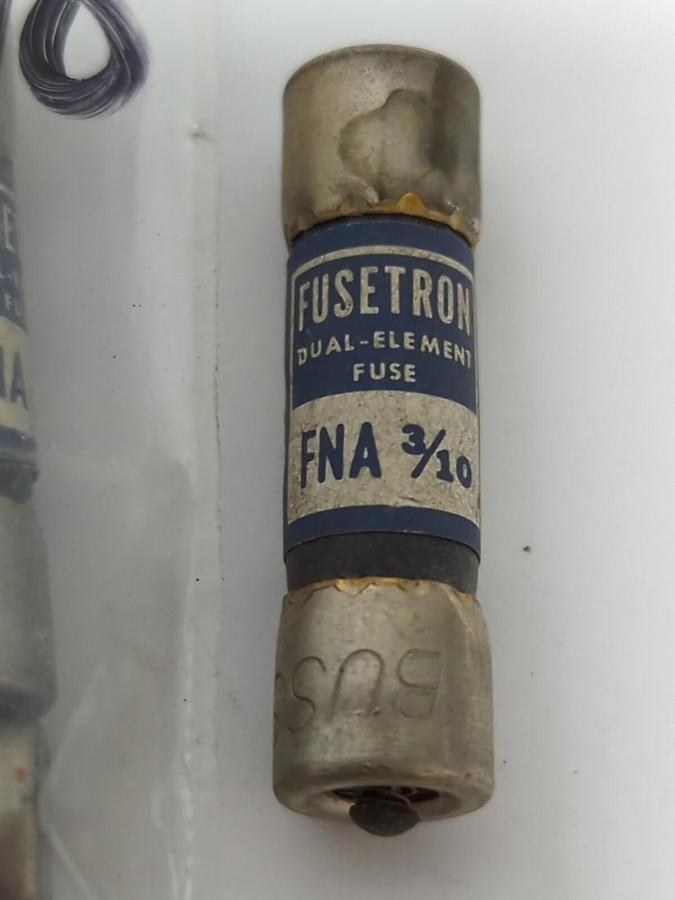 FUSETRON
DUAL-ELEMENT
FUSE
FNA 3/10
BUSS